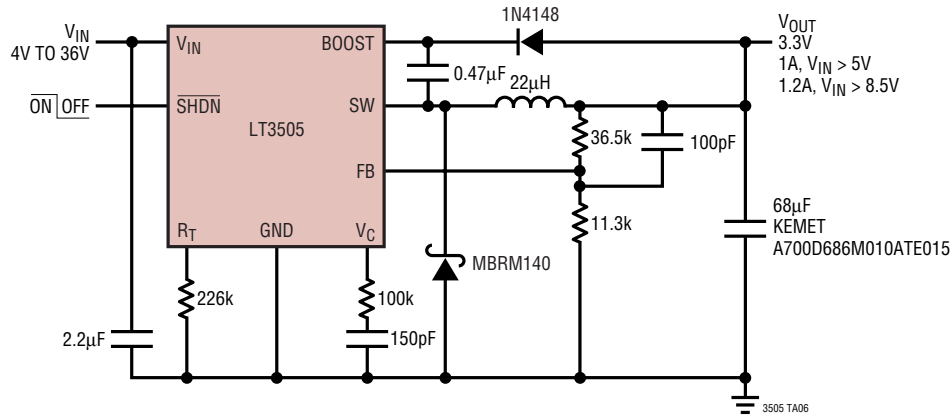 1N4148
VIN
4V TO 36V
VIN
BOOST
VOUT
3.3V
1A, VIN > 5V
1.2A, VIN > 8.5V
0.47µF
22µH
ON OFF
SHDN
SW
LT3505
36.5k
100pF
FB
68µF
KEMET
A700D686M010ATE015
11.3k
RT
GND
VC
MBRM140
226k
100k
2.2µF
150pF
3505 TA06